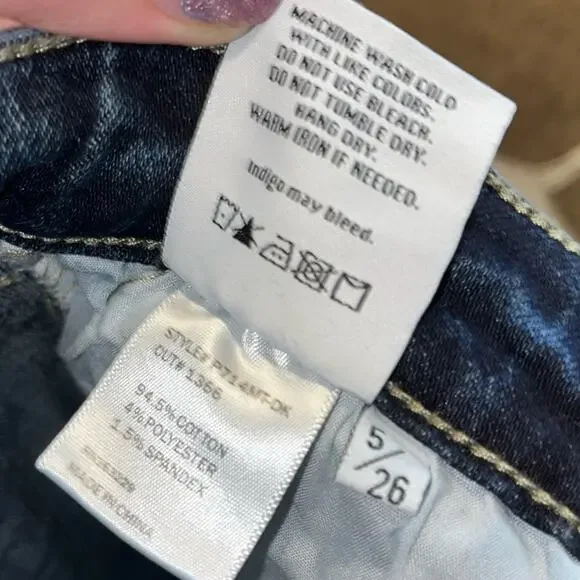 MACHINE WASH COLD
WITH LIKE COLORS.
DO NOT USE BLEACH.
DO NOT TUMBLE DRY.
HANG DRY.
WARM IRON IF NEEDED.
Indigo may bleed.
STYLE# P714MT-DK
CUT# 1366
94.5% COTTON
4% POLYESTER
1.5% SPANDEX
MADE IN
CHINA
5/26